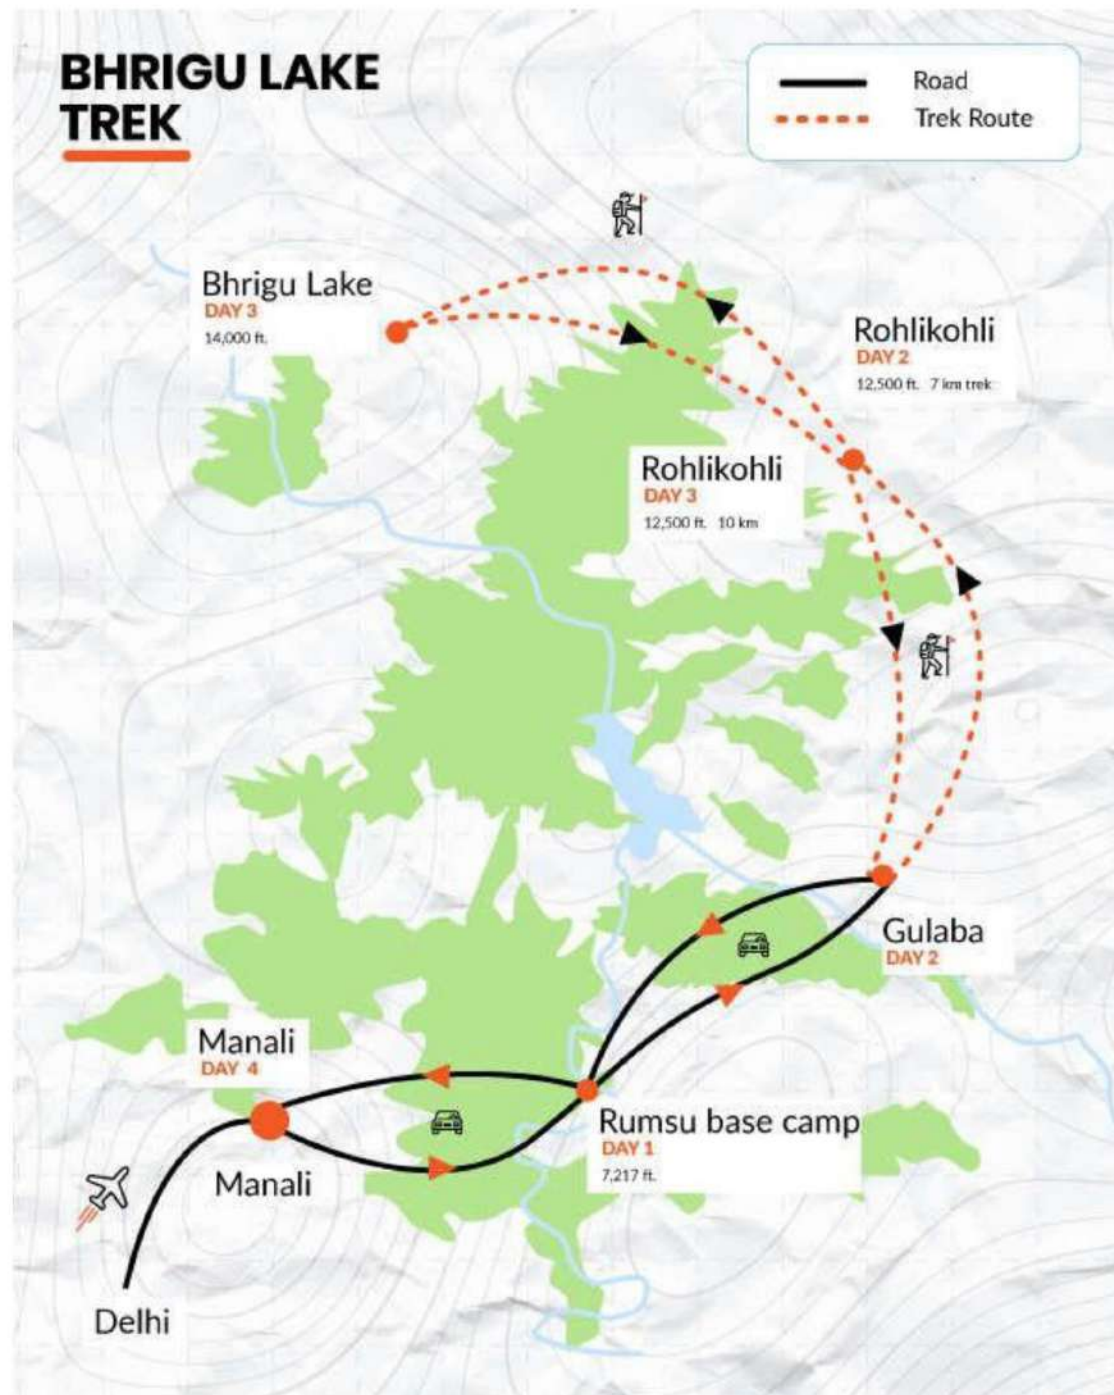 BHRIGU LAKE
TREK
Road
Trek Route
Bhrigu Lake
DAY 3
14,000 ft.
Rohlikohli
DAY 2
12,500 ft. 7 km trek
Rohlikohli
DAY 3
12,500 ft. 10 km
Gulaba
DAY 2
Manali
DAY 4
Rumsu base camp
DAY 1
7,217 ft.
Manali
Delhi